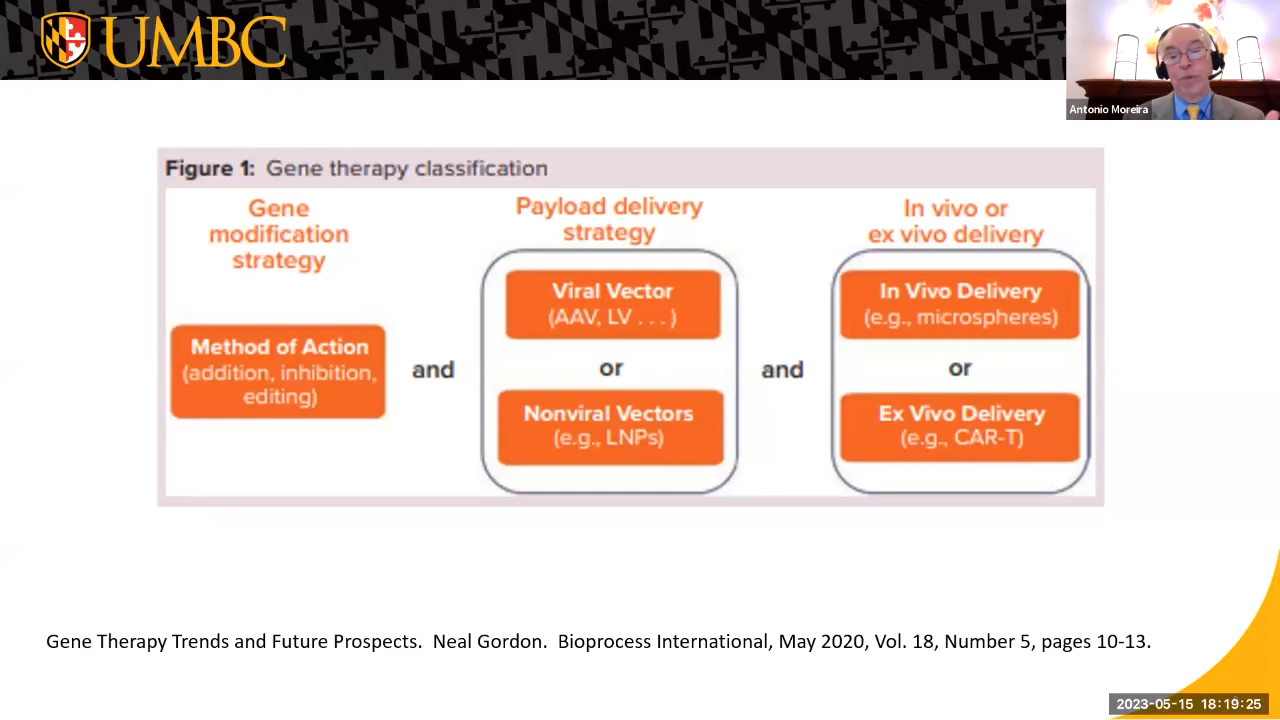 UMBC
Antonio Moreira
Figure 1: Gene therapy classification
Gene
modification
strategy
Method of Action
(addition, inhibition,
editing)
and
Payload delivery
strategy
Viral Vector
(AAV, LV . . . )
or
Nonviral Vectors
(e.g., LNPs)
and
In vivo or
ex vivo delivery
In Vivo Delivery
(e.g., microspheres)
or
Ex Vivo Delivery
(e.g., CAR-T)
Gene Therapy Trends and Future Prospects. Neal Gordon. Bioprocess International, May 2020, Vol. 18, Number 5, pages 10-13.
2023-05-15 18:19:25